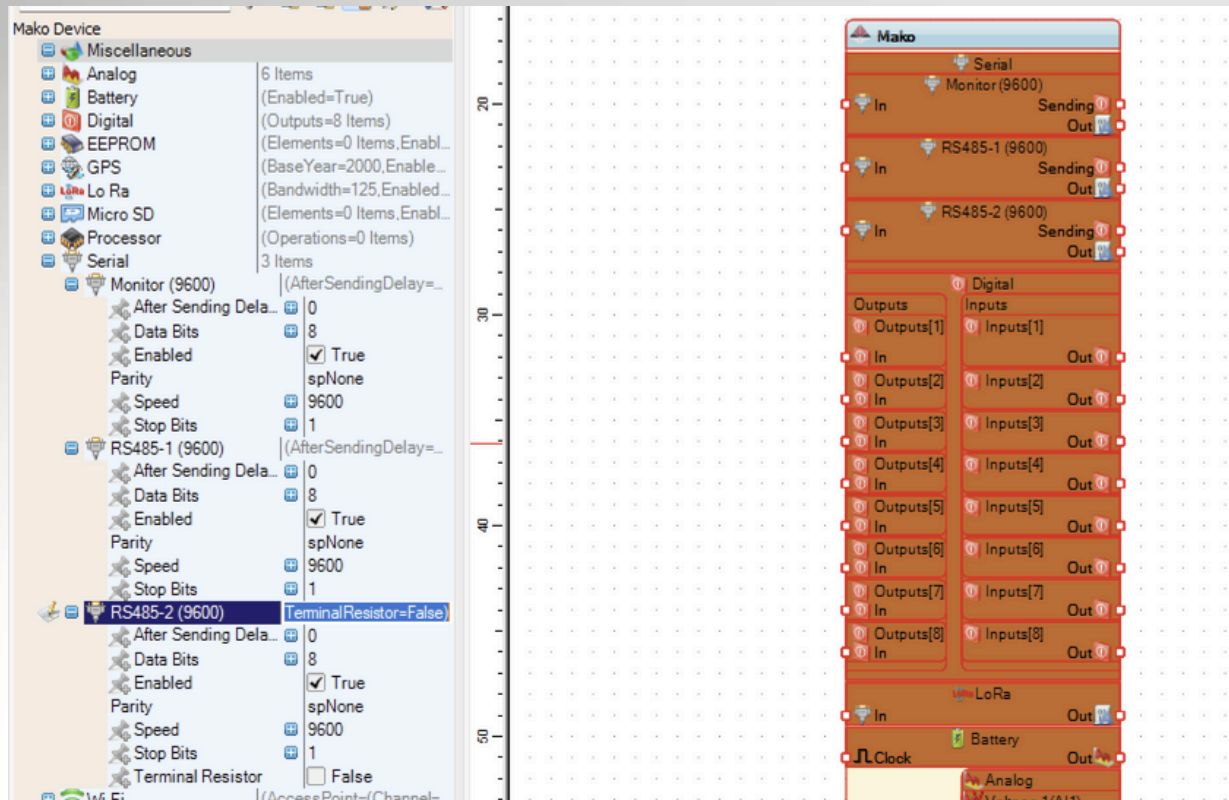 Mako Device
Miscellaneous
Analog 6 Items
Battery (Enabled=True)
Digital (Outputs=8 Items)
EEPROM (Elements=0 Items,Enabl...
GPS (BaseYear=2000,Enable...
LoRa Lo Ra (Bandwidth=125,Enabled...
Micro SD (Elements=0 Items,Enabl...
Processor (Operations=0 Items)
Serial 3 Items
Monitor (9600) (AfterSendingDelay=...
After Sending Dela... 0
Data Bits 8
Enabled True
Parity spNone
Speed 9600
Stop Bits 1
RS485-1 (9600) (AfterSendingDelay=...
After Sending Dela... 0
Data Bits 8
Enabled True
Parity spNone
Speed 9600
Stop Bits 1
RS485-2 (9600) TerminalResistor=False)
After Sending Dela... 0
Data Bits 8
Enabled True
Parity spNone
Speed 9600
Stop Bits 1
Terminal Resistor False
Wi Fi (AccessPoint=(Channel=
20
30
40
50
Mako
Serial
Monitor (9600)
In Sending
Out
RS485-1 (9600)
In Sending
Out
RS485-2 (9600)
In Sending
Out
Digital
Outputs Inputs
Outputs[1] Inputs[1]
In Out
Outputs[2] Inputs[2]
In Out
Outputs[3] Inputs[3]
In Out
Outputs[4] Inputs[4]
In Out
Outputs[5] Inputs[5]
In Out
Outputs[6] Inputs[6]
In Out
Outputs[7] Inputs[7]
In Out
Outputs[8] Inputs[8]
In Out
LoRa
In Out
Battery
Clock Out
Analog